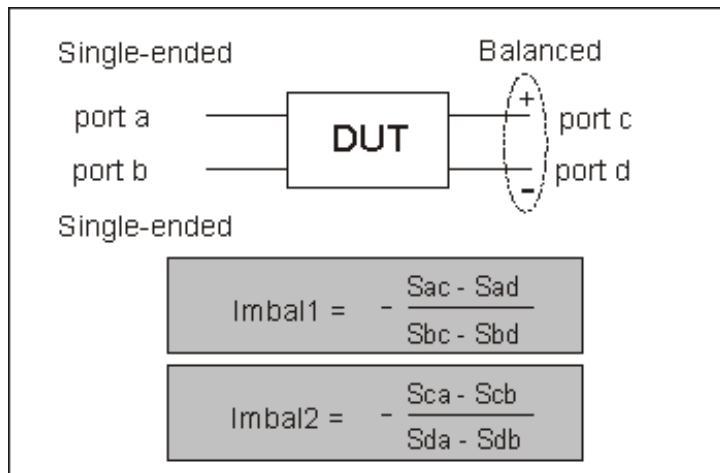 Single-ended Balanced
port a + port c
DUT
port b - port d
Single-ended
Imbal1 = - Sac - Sad / Sbc - Sbd
Imbal2 = - Sca - Scb / Sda - Sdb